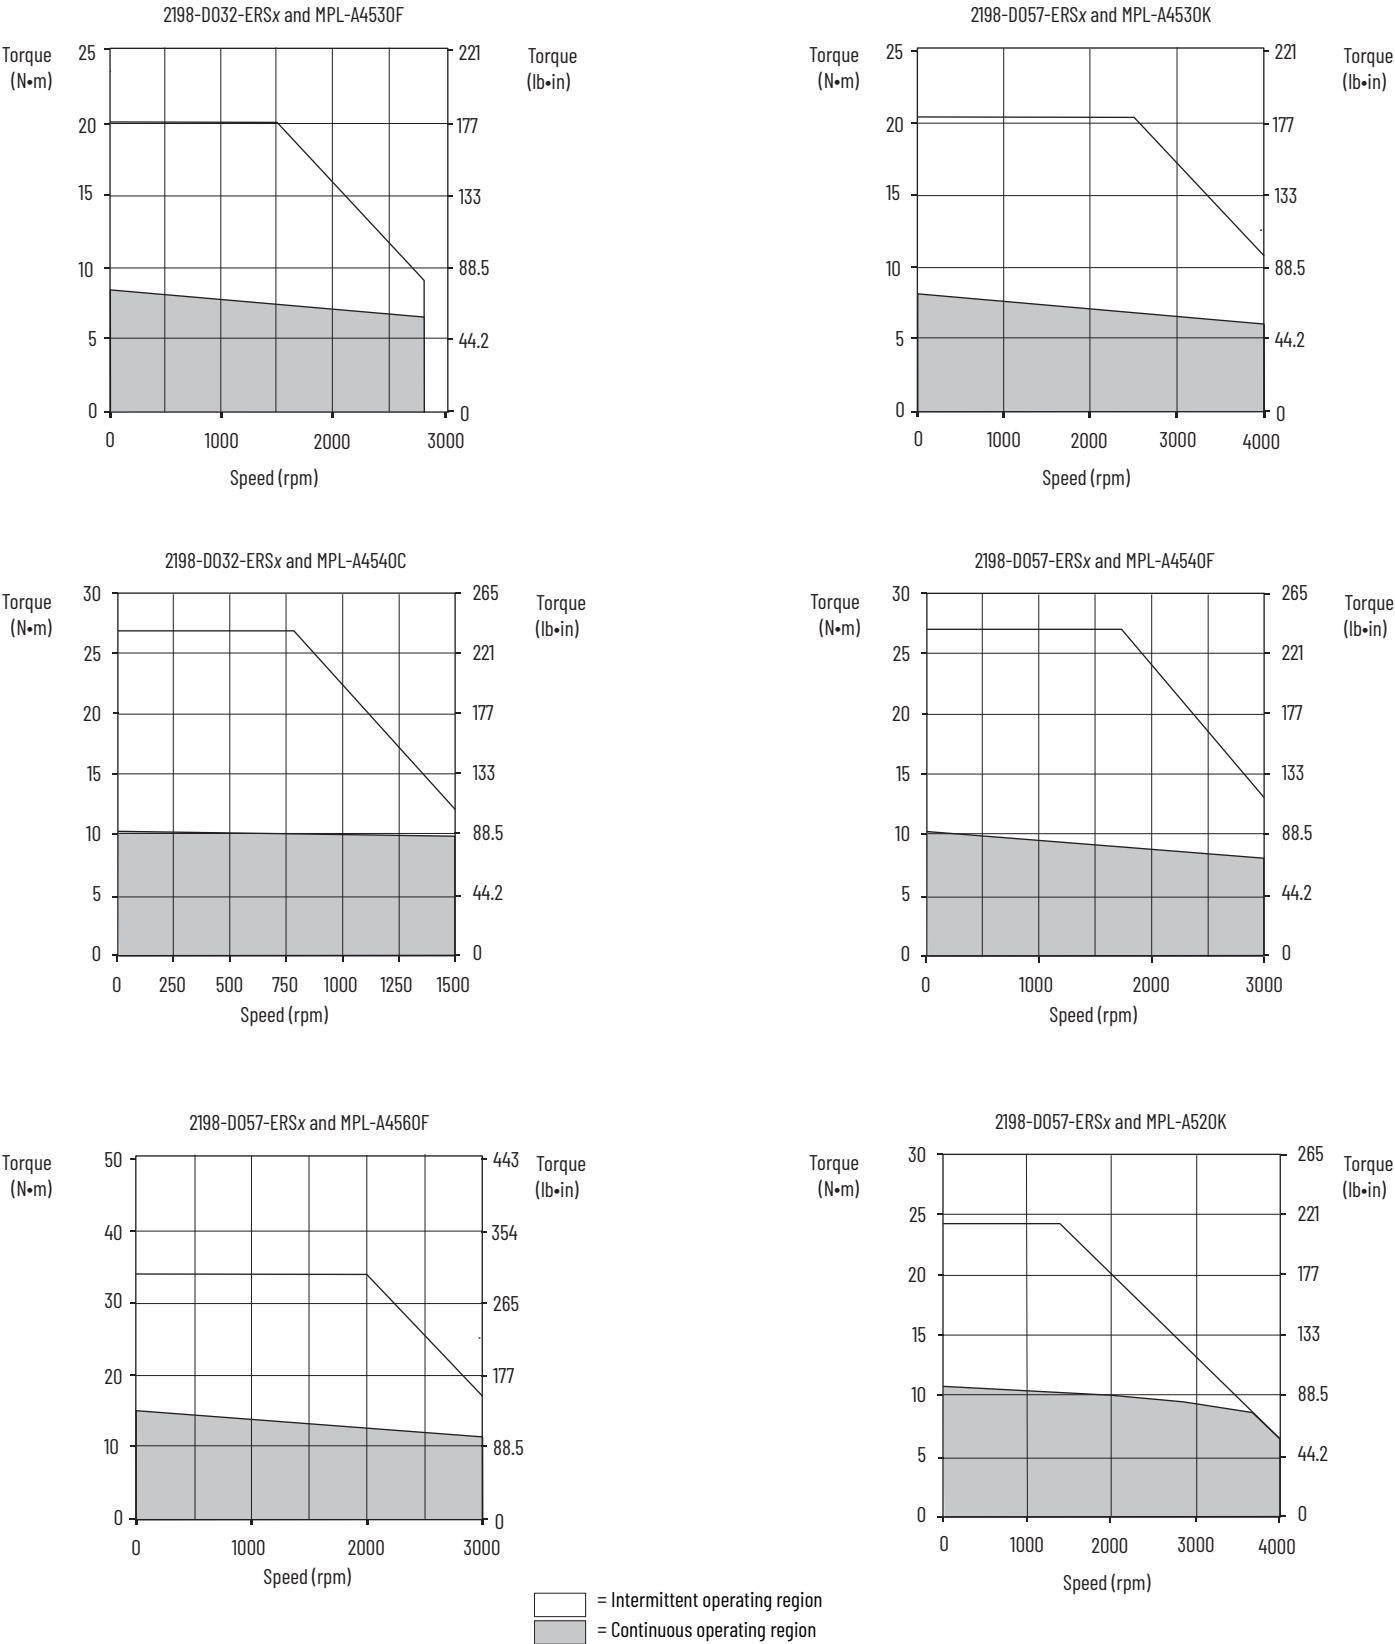 2198-D032-ERSx and MPL-A4530F
Torque
(N•m)
25
20
15
10
5
0
221
177
133
88.5
44.2
0
Torque
(lb•in)
0 1000 2000 3000
Speed (rpm)
2198-D057-ERSx and MPL-A4530K
Torque
(N•m)
25
20
15
10
5
0
221
177
133
88.5
44.2
0
Torque
(lb•in)
0 1000 2000 3000 4000
Speed (rpm)
2198-D032-ERSx and MPL-A4540C
Torque
(N•m)
30
25
20
15
10
5
0
265
221
177
133
88.5
44.2
0
Torque
(lb•in)
0 250 500 750 1000 1250 1500
Speed (rpm)
2198-D057-ERSx and MPL-A4540F
Torque
(N•m)
30
25
20
15
10
5
0
265
221
177
133
88.5
44.2
0
Torque
(lb•in)
0 1000 2000 3000
Speed (rpm)
2198-D057-ERSx and MPL-A4560F
Torque
(N•m)
50
40
30
20
10
0
443
354
265
177
88.5
0
Torque
(lb•in)
0 1000 2000 3000
Speed (rpm)
2198-D057-ERSx and MPL-A520K
Torque
(N•m)
30
25
20
15
10
5
0
265
221
177
133
88.5
44.2
0
Torque
(lb•in)
0 1000 2000 3000 4000
Speed (rpm)
= Intermittent operating region
= Continuous operating region